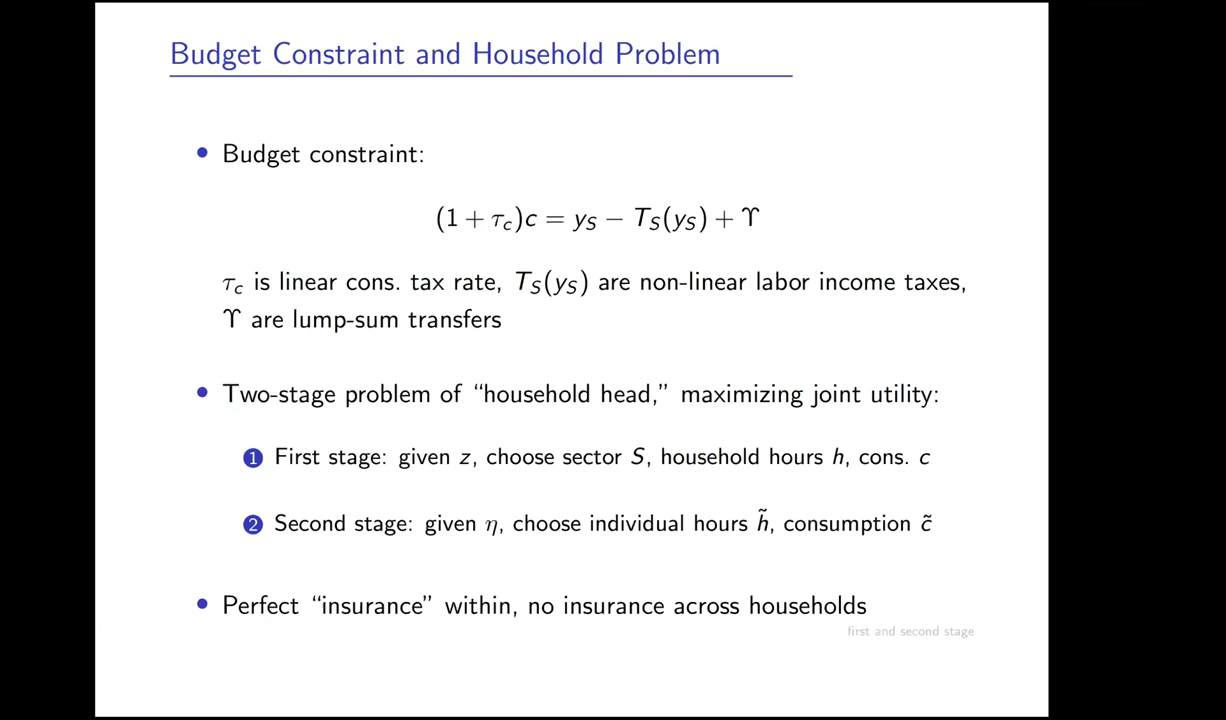 Budget Constraint and Household Problem
• Budget constraint:
(1 + τc)c = yS − TS(yS) + ϒ
τc is linear cons. tax rate, TS(yS) are non-linear labor income taxes,
ϒ are lump-sum transfers
• Two-stage problem of “household head,” maximizing joint utility:
1 First stage: given z, choose sector S, household hours h, cons. c
2 Second stage: given η, choose individual hours h̃, consumption c̃
• Perfect “insurance” within, no insurance across households
first and second stage